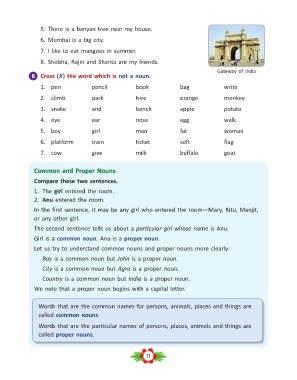 5. There is a banyan tree near my house.
6. Mumbai is a big city.
7. I like to eat mangoes in summer.
8. Shobha, Rajni and Shanta are my friends.
Gateway of India
B Cross (✗) the word which is not a noun.
1. pen pencil book bag write
2. climb park tree orange monkey
3. snake and bench apple potato
4. eye ear nose egg walk
5. boy girl man fat woman
6. platform train ticket soft flag
7. cow give milk buffalo goat
Common and Proper Nouns
Compare these two sentences.
1. The girl entered the room.
2. Anu entered the room.
In the first sentence, it may be any girl who entered the room—Mary, Ritu, Manjit,
or any other girl.
The second sentence tells us about a particular girl whose name is Anu.
Girl is a common noun. Anu is a proper noun.
Let us try to understand common nouns and proper nouns more clearly:
Boy is a common noun but John is a proper noun.
City is a common noun but Agra is a proper noun.
Country is a common noun but India is a proper noun.
We note that a proper noun begins with a capital letter.
Words that are the common names for persons, animals, places and things are
called common nouns.
Words that are the particular names of persons, places, animals and things are
called proper nouns.
11